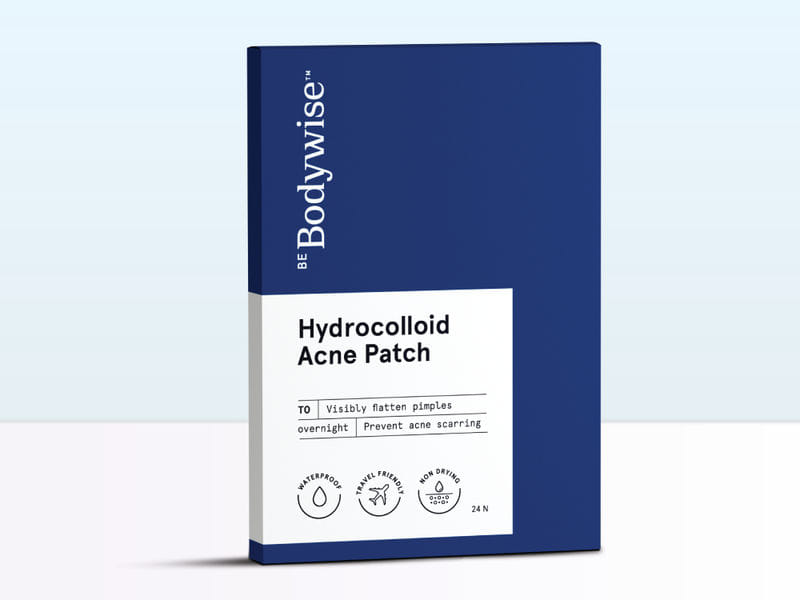 BE Bodywise™
Hydrocolloid
Acne Patch
TO Visibly flatten pimples
overnight Prevent acne scarring
WATERPROOF
TRAVEL FRIENDLY
NON DRYING
24 N